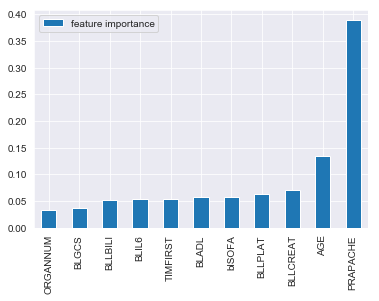 feature importance
0.40
0.35
0.30
0.25
0.20
0.15
0.10
0.05
0.00
ORGANNUM
BLGCS
BLLBILI
BLIL6
TIMFIRST
BLADL
blSOFA
BLLPLAT
BLLCREAT
AGE
PRAPACHE